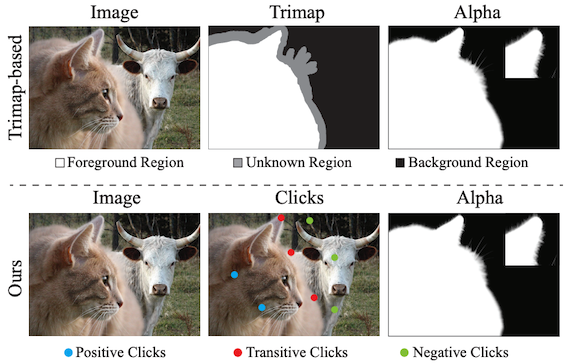 Image Trimap Alpha
Trimap-based
Foreground Region Unknown Region Background Region
Image Clicks Alpha
Ours
Positive Clicks Transitive Clicks Negative Clicks